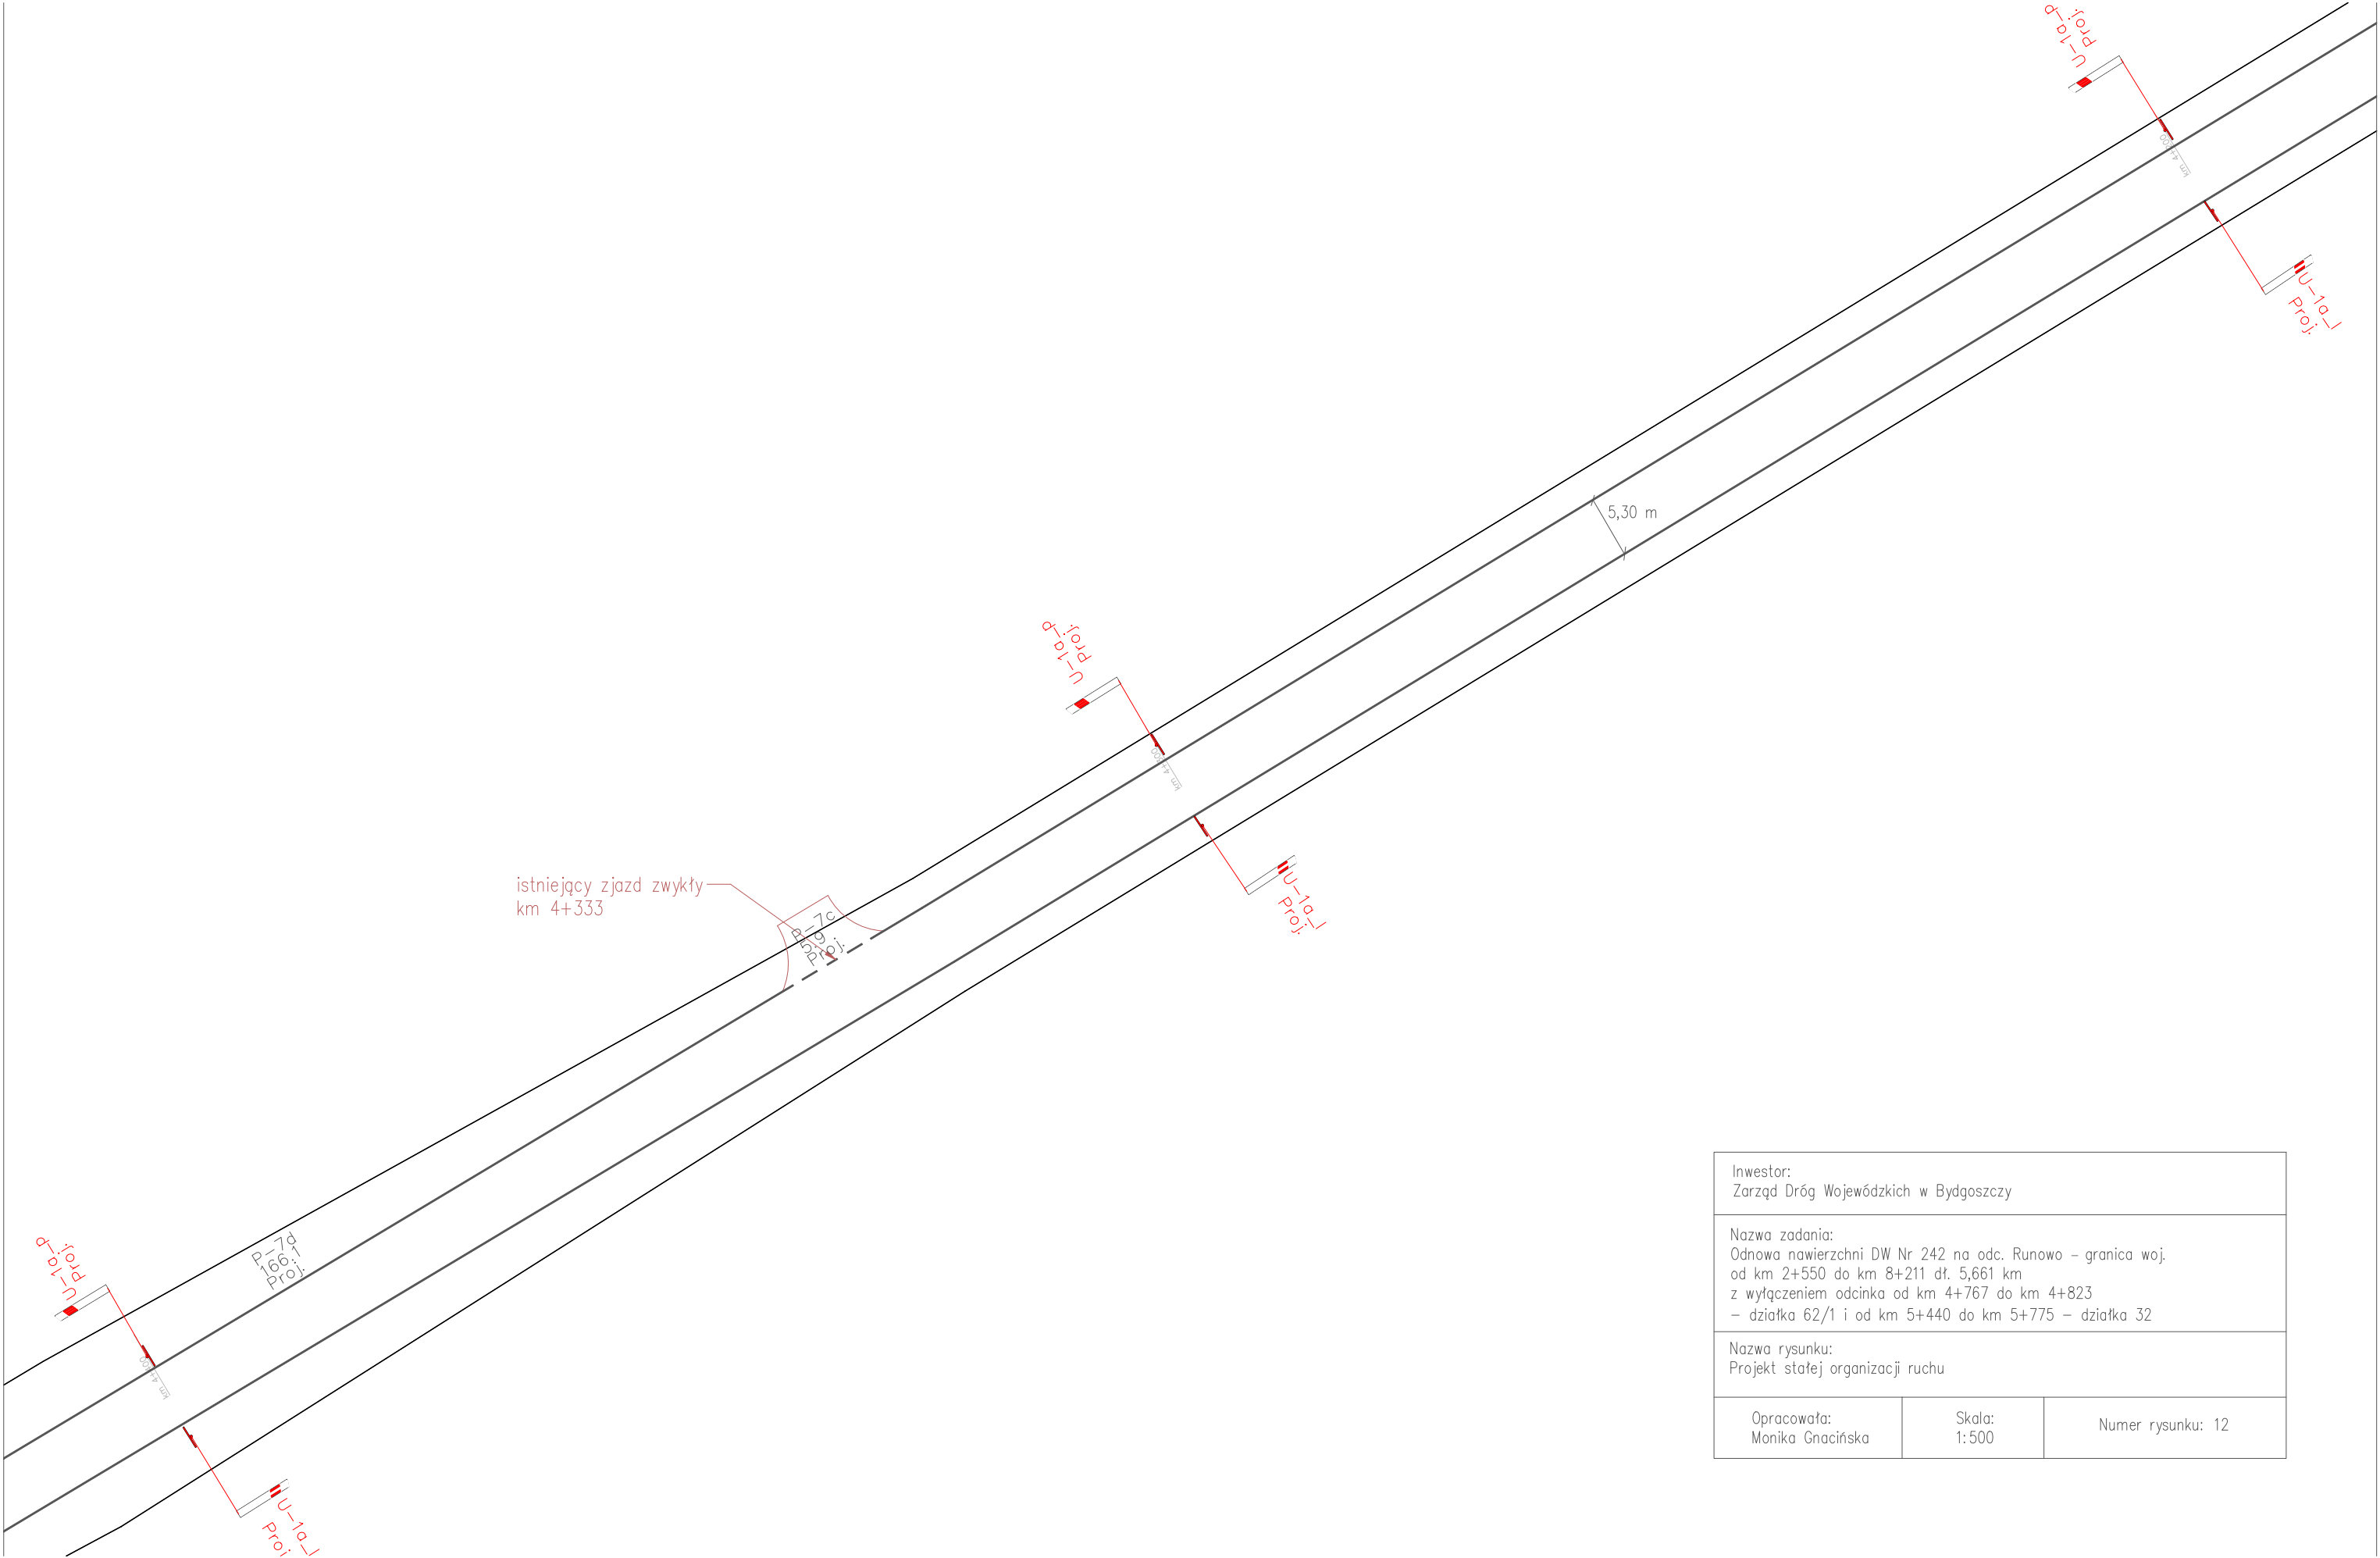 U-1a_p
Proj.
U-1a_l
Proj.
5,30 m
U-1a_p
Proj.
U-1a_l
Proj.
istniejący zjazd zwykły
km 4+333
P-7c
Proj.
P-7d
166.1
Proj.
U-1a_p
Proj.
U-1a_l
Proj.
Inwestor:
Zarząd Dróg Wojewódzkich w Bydgoszczy
Nazwa zadania:
Odnowa nawierzchni DW Nr 242 na odc. Runowo – granica woj.
od km 2+550 do km 8+211 dł. 5,661 km
z wyłączeniem odcinka od km 4+767 do km 4+823
– działka 62/1 i od km 5+440 do km 5+775 – działka 32
Nazwa rysunku:
Projekt stałej organizacji ruchu
Opracowała:
Monika Gnacińska
Skala:
1:500
Numer rysunku: 12